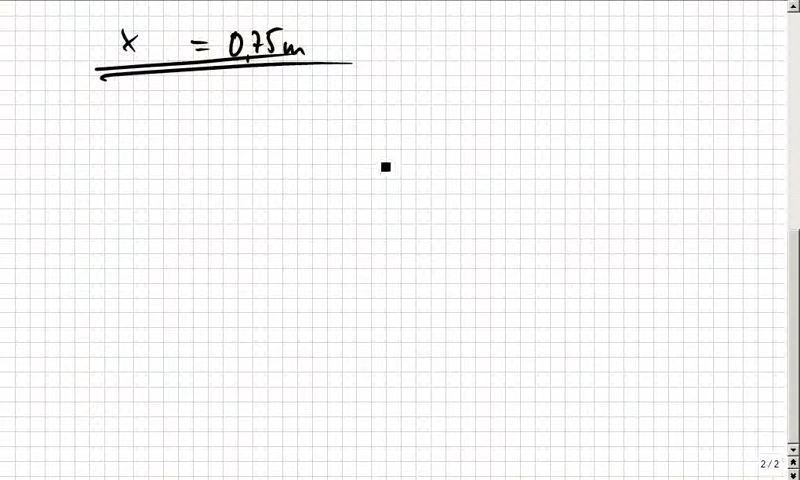 x = 0,75m
2/2